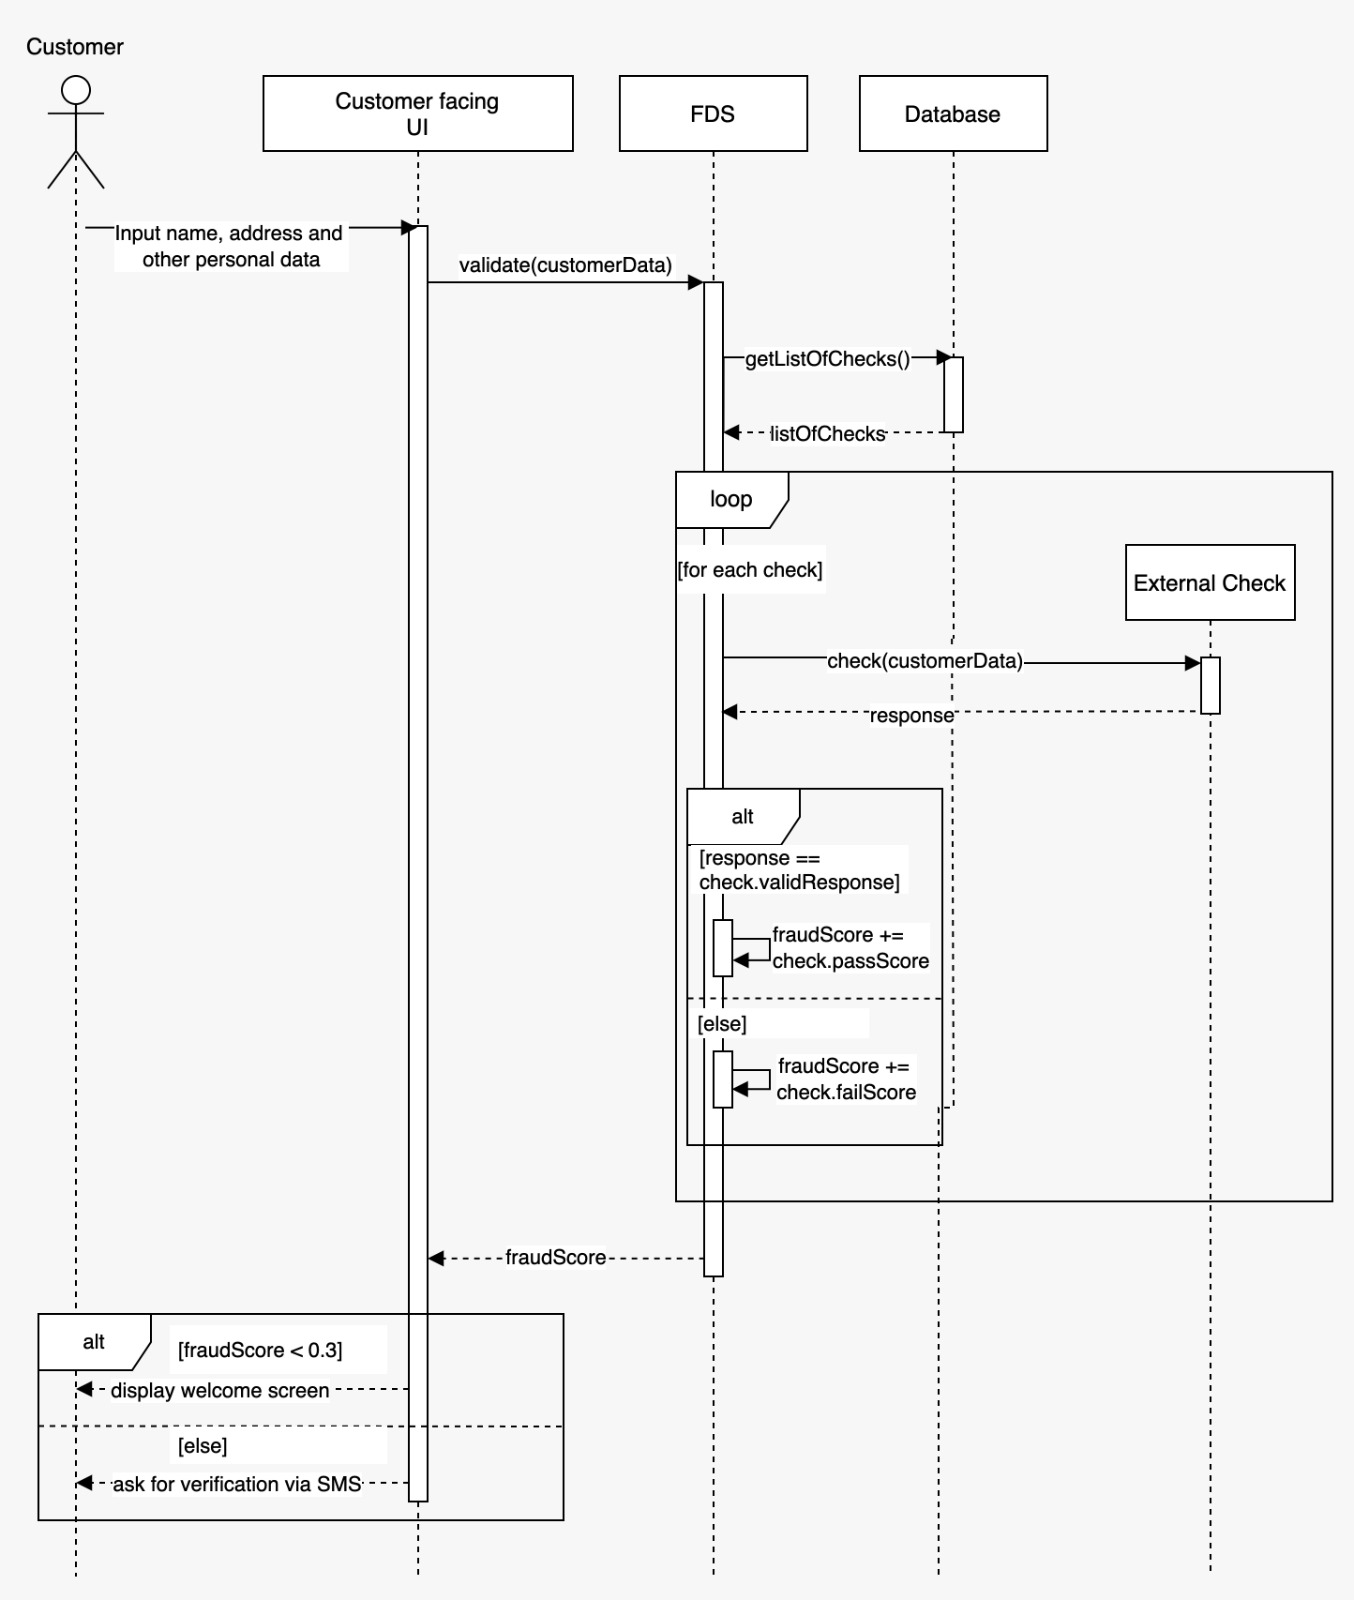 Customer
Customer facing
UI
FDS
Database
Input name, address and
other personal data
validate(customerData)
getListOfChecks()
listOfChecks
loop
[for each check]
External Check
check(customerData)
response
alt
[response ==
check.validResponse]
fraudScore +=
check.passScore
[else]
fraudScore +=
check.failScore
fraudScore
alt
[fraudScore < 0.3]
display welcome screen
[else]
ask for verification via SMS